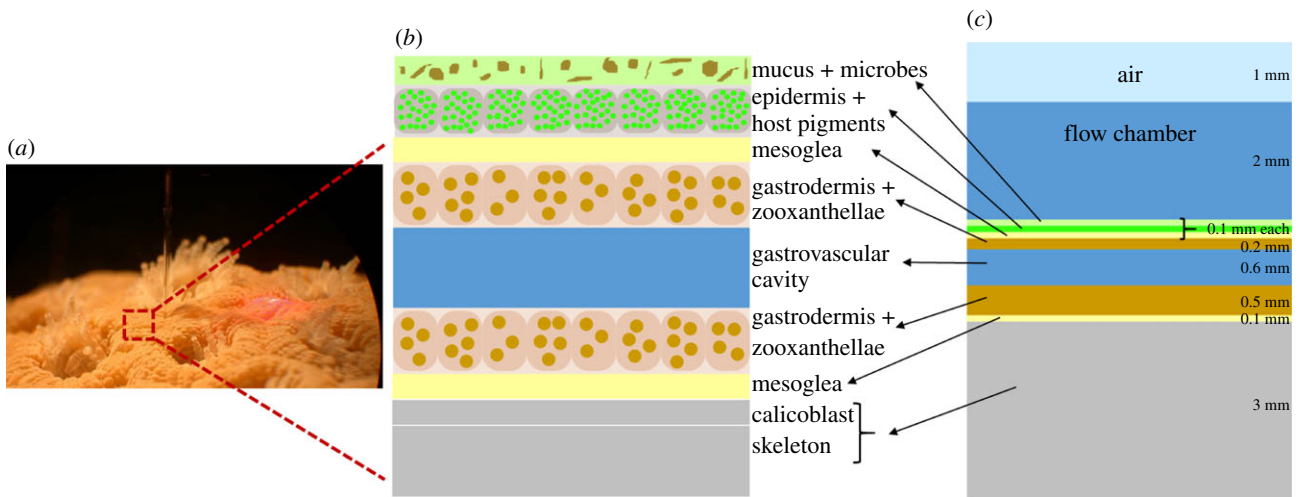 (a)
(b)
mucus + microbes
epidermis +
host pigments
mesoglea
gastrodermis +
zooxanthellae
gastrovascular
cavity
gastrodermis +
zooxanthellae
mesoglea
calicoblast
skeleton
(c)
air
1 mm
flow chamber
2 mm
0.1 mm each
0.2 mm
0.6 mm
0.5 mm
0.1 mm
3 mm